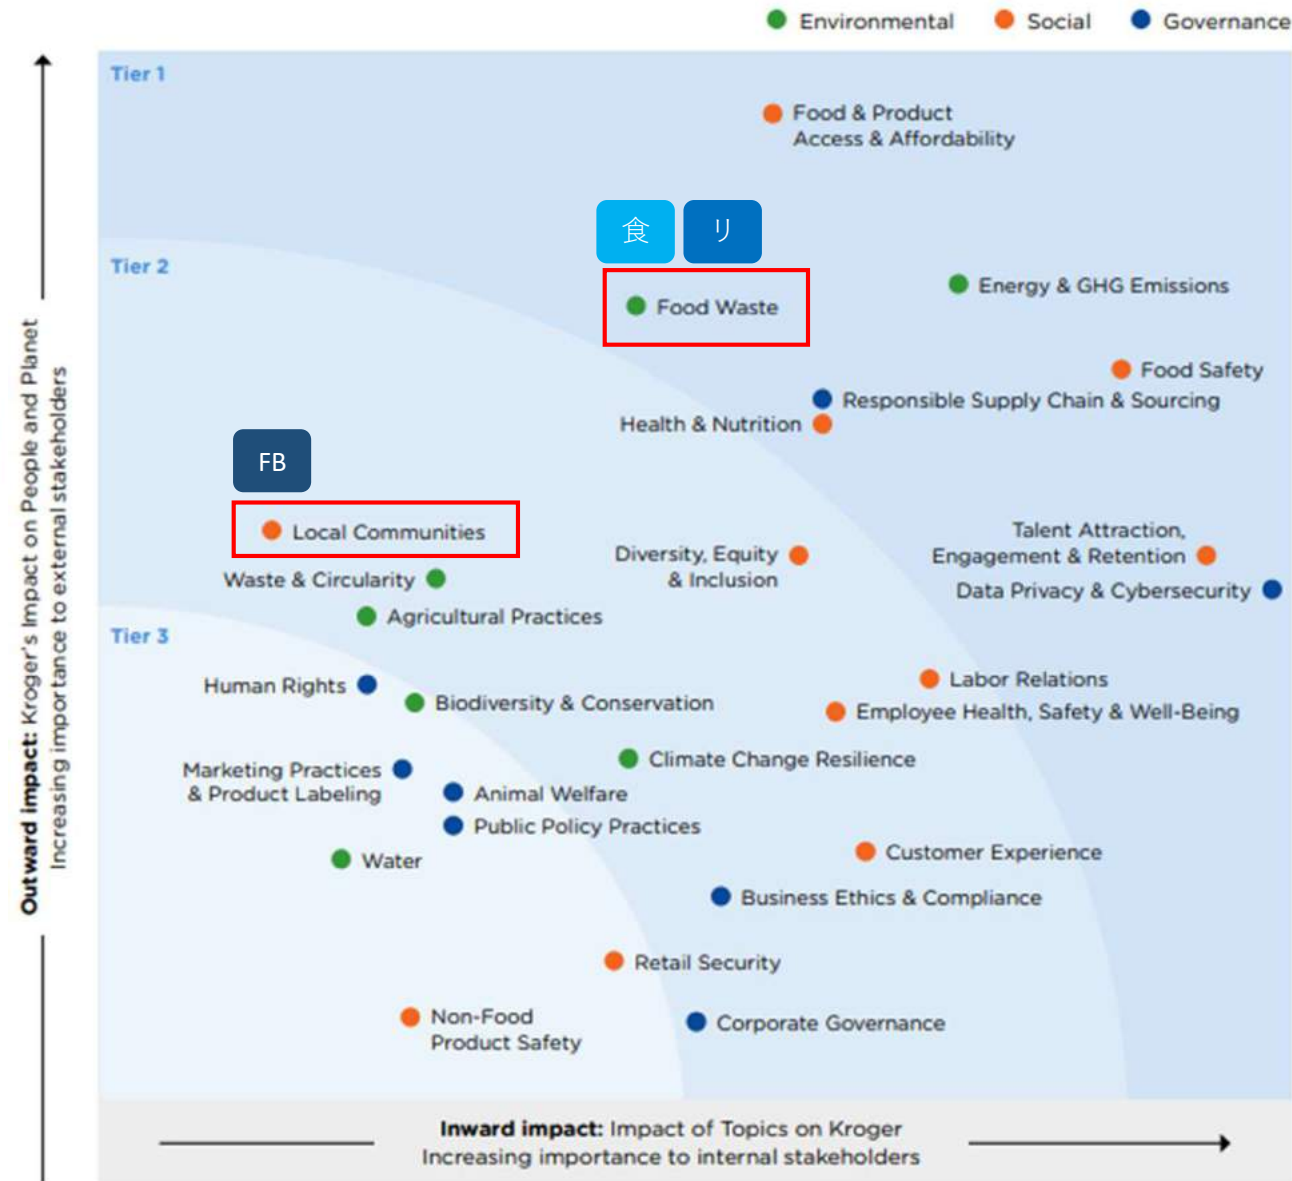 Environmental
Social
Governance
Tier 1
Food & Product
Access & Affordability
食
リ
Tier 2
Energy & GHG Emissions
Food Waste
Food Safety
Responsible Supply Chain & Sourcing
Health & Nutrition
FB
Local Communities
Talent Attraction,
Engagement & Retention
Diversity, Equity
& Inclusion
Waste & Circularity
Data Privacy & Cybersecurity
Agricultural Practices
Tier 3
Human Rights
Labor Relations
Biodiversity & Conservation
Employee Health, Safety & Well-Being
Climate Change Resilience
Marketing Practices
& Product Labeling
Animal Welfare
Public Policy Practices
Customer Experience
Water
Business Ethics & Compliance
Retail Security
Non-Food
Product Safety
Corporate Governance
Outward impact: Kroger's Impact on People and Planet
Increasing importance to external stakeholders
Inward impact: Impact of Topics on Kroger
Increasing importance to internal stakeholders